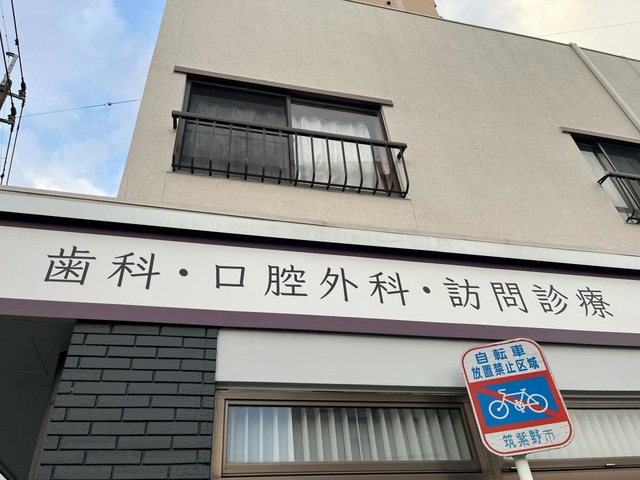 歯科・口腔外科・訪問診療
自転車
放置禁止区域
筑紫野市